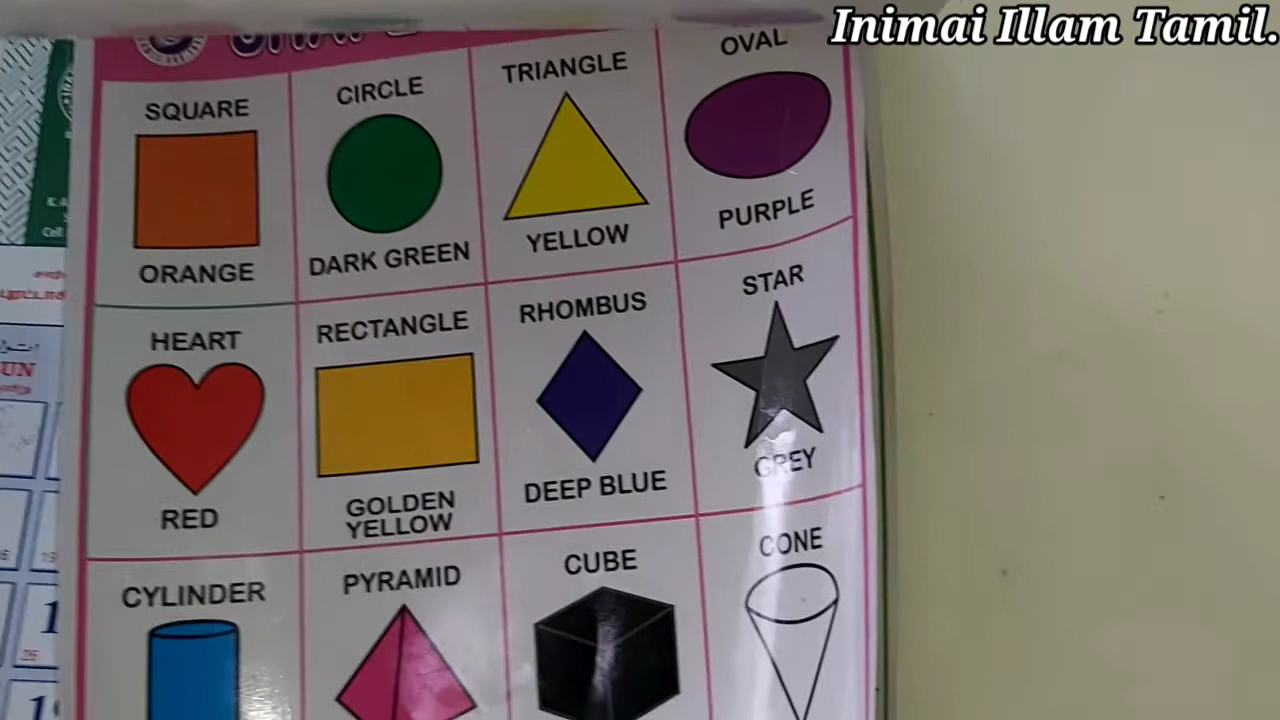 Inimai Illam Tamil.
SQUARE
CIRCLE
TRIANGLE
OVAL
ORANGE
DARK GREEN
YELLOW
PURPLE
HEART
RECTANGLE
RHOMBUS
STAR
RED
GOLDEN
YELLOW
DEEP BLUE
GREY
CYLINDER
PYRAMID
CUBE
CONE